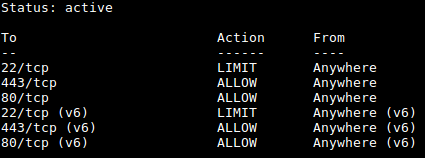 Status: active
To Action From
-- ------ ----
22/tcp LIMIT Anywhere
443/tcp ALLOW Anywhere
80/tcp ALLOW Anywhere
22/tcp (v6) LIMIT Anywhere (v6)
443/tcp (v6) ALLOW Anywhere (v6)
80/tcp (v6) ALLOW Anywhere (v6)